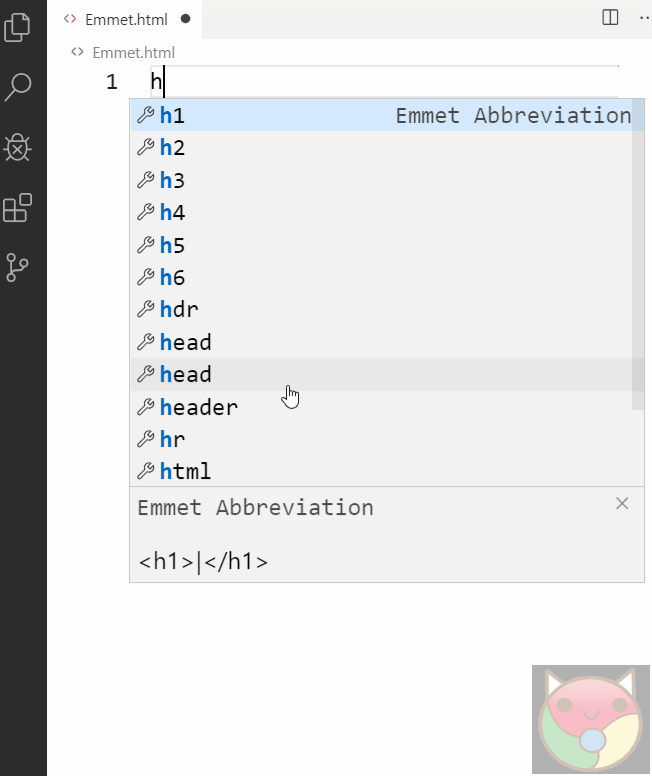 Emmet.html
Emmet.html
1 h
h1 Emmet Abbreviation
h2
h3
h4
h5
h6
hdr
head
head
header
hr
html
Emmet Abbreviation
<h1>|</h1>